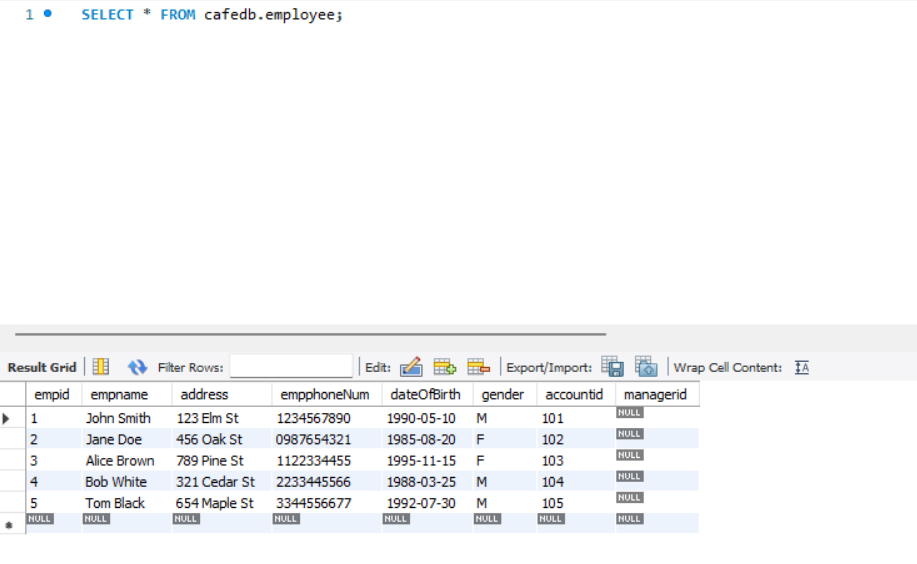 1 SELECT * FROM cafedb.employee;
Result Grid Filter Rows: Edit: Export/Import: Wrap Cell Content: IA
empid empname address empphoneNum dateOfBirth gender accountid managerid
1 John Smith 123 Elm St 1234567890 1990-05-10 M 101 NULL
2 Jane Doe 456 Oak St 0987654321 1985-08-20 F 102 NULL
3 Alice Brown 789 Pine St 1122334455 1995-11-15 F 103 NULL
4 Bob White 321 Cedar St 2233445566 1988-03-25 M 104 NULL
5 Tom Black 654 Maple St 3344556677 1992-07-30 M 105 NULL
NULL NULL NULL NULL NULL NULL NULL NULL